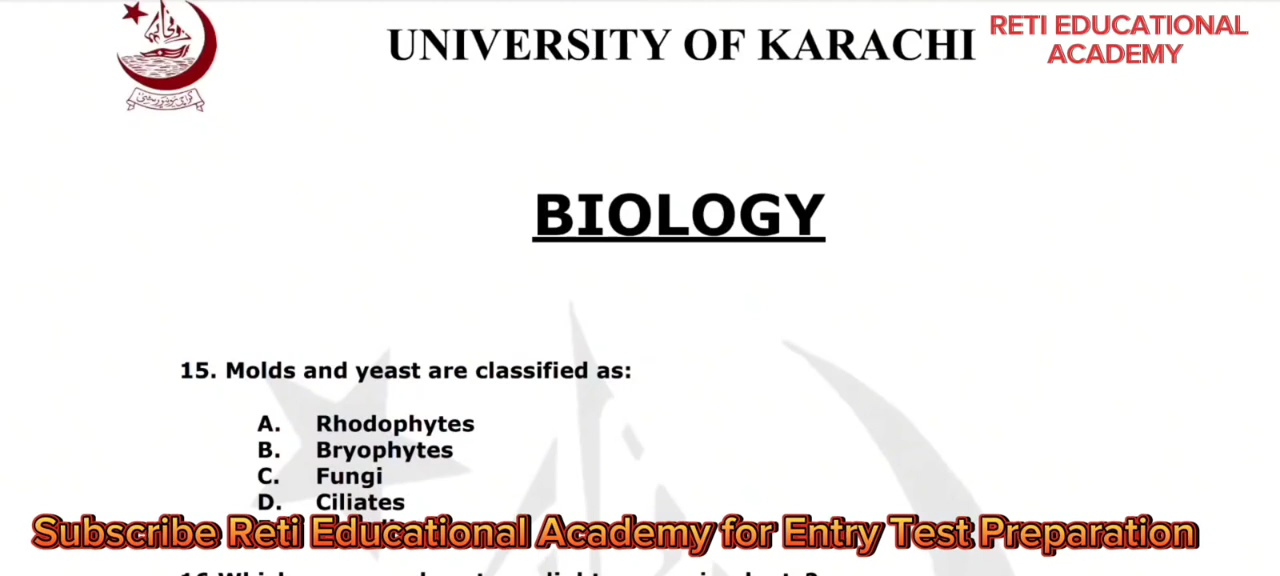 UNIVERSITY OF KARACHI
RETI EDUCATIONAL
ACADEMY
BIOLOGY
15. Molds and yeast are classified as:
A. Rhodophytes
B. Bryophytes
C. Fungi
D. Ciliates
Subscribe Reti Educational Academy for Entry Test Preparation